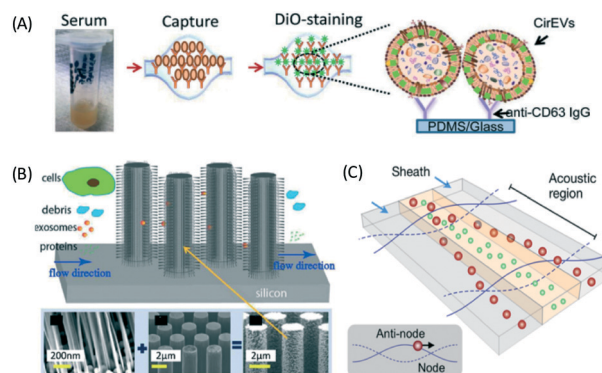 (A)
Serum
Capture
DiO-staining
CirEVs
anti-CD63 IgG
PDMS/Glass
(B)
cells
debris
exosomes
proteins
flow direction
flow direction
silicon
200nm
+
2μm
=
2μm
(C)
Sheath
Acoustic
region
Anti-node
Node